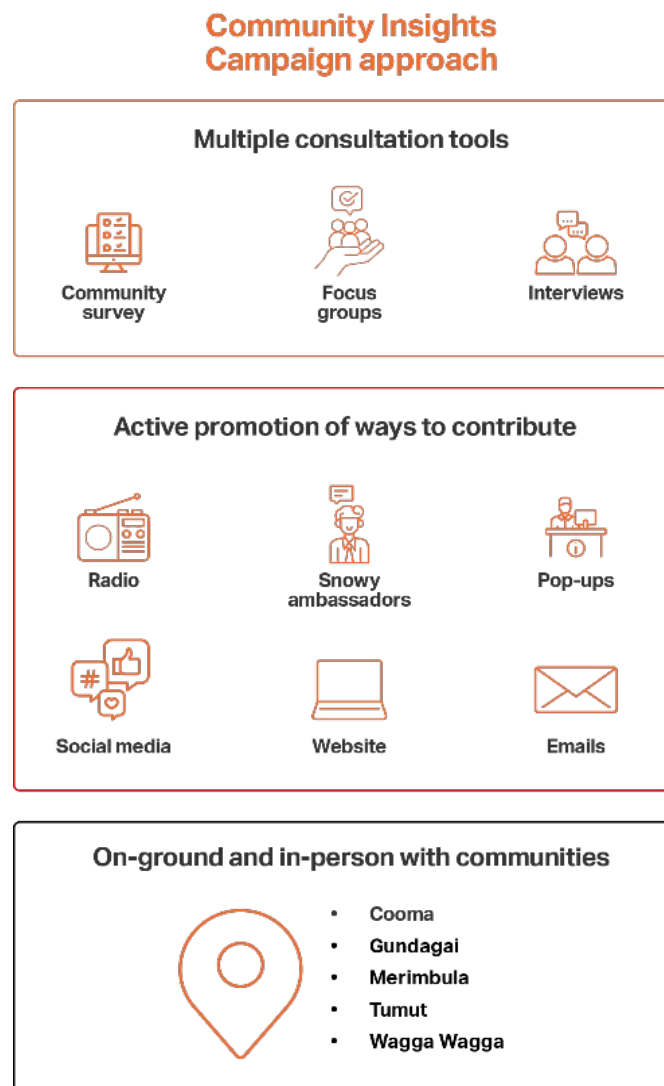 Community Insights
Campaign approach
Multiple consultation tools
Community
survey
Focus
groups
Interviews
Active promotion of ways to contribute
Radio
Snowy
ambassadors
Pop-ups
#
Social media
Website
Emails
On-ground and in-person with communities
• Cooma
• Gundagai
• Merimbula
• Tumut
• Wagga Wagga